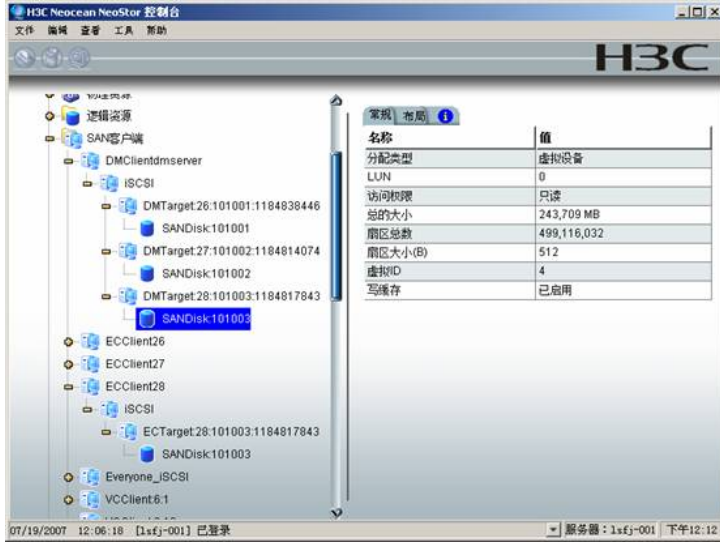 H3C Neocean NeoStor 控制台
文件 编辑 查看 工具 帮助
H3C
物理资源
逻辑资源
SAN客户端
DMClientdmserver
iSCSI
DMTarget:26:101001:1184838446
SANDisk:101001
DMTarget:27:101002:1184814074
SANDisk:101002
DMTarget:28:101003:1184817843
SANDisk:101003
ECClient26
ECClient27
ECClient28
iSCSI
ECTarget:28:101003:1184817843
SANDisk:101003
Everyone_iSCSI
VCClient:6:1
常规 布局
名称 值
分配类型 虚拟设备
LUN 0
访问权限 只读
总的大小 243,709 MB
扇区总数 499,116,032
扇区大小(B) 512
虚拟ID 4
写缓存 已启用
07/19/2007 12:06:18 [lsfj-001] 已登录
服务器：lsfj-001 下午12:12